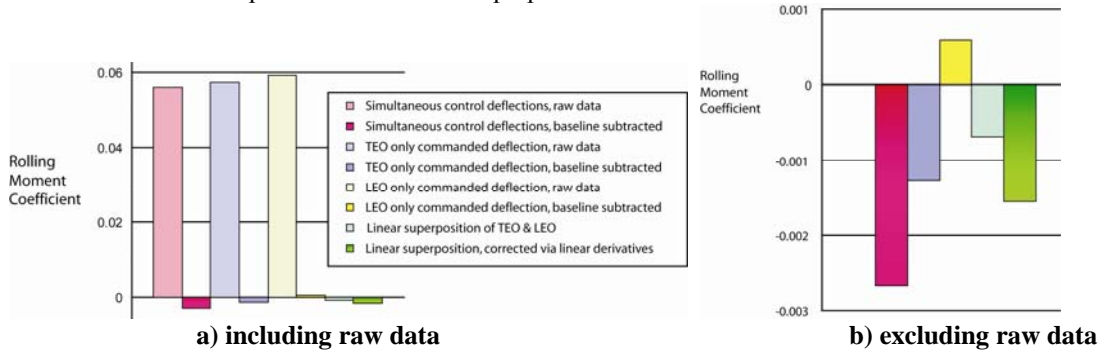 0.06
0.04
0.02
0
Rolling
Moment
Coefficient
Simultaneous control deflections, raw data
Simultaneous control deflections, baseline subtracted
TEO only commanded deflection, raw data
TEO only commanded deflection, baseline subtracted
LEO only commanded deflection, raw data
LEO only commanded deflection, baseline subtracted
Linear superposition of TEO & LEO
Linear superposition, corrected via linear derivatives
a) including raw data
0.001
0
-0.001
-0.002
-0.003
Rolling
Moment
Coefficient
b) excluding raw data